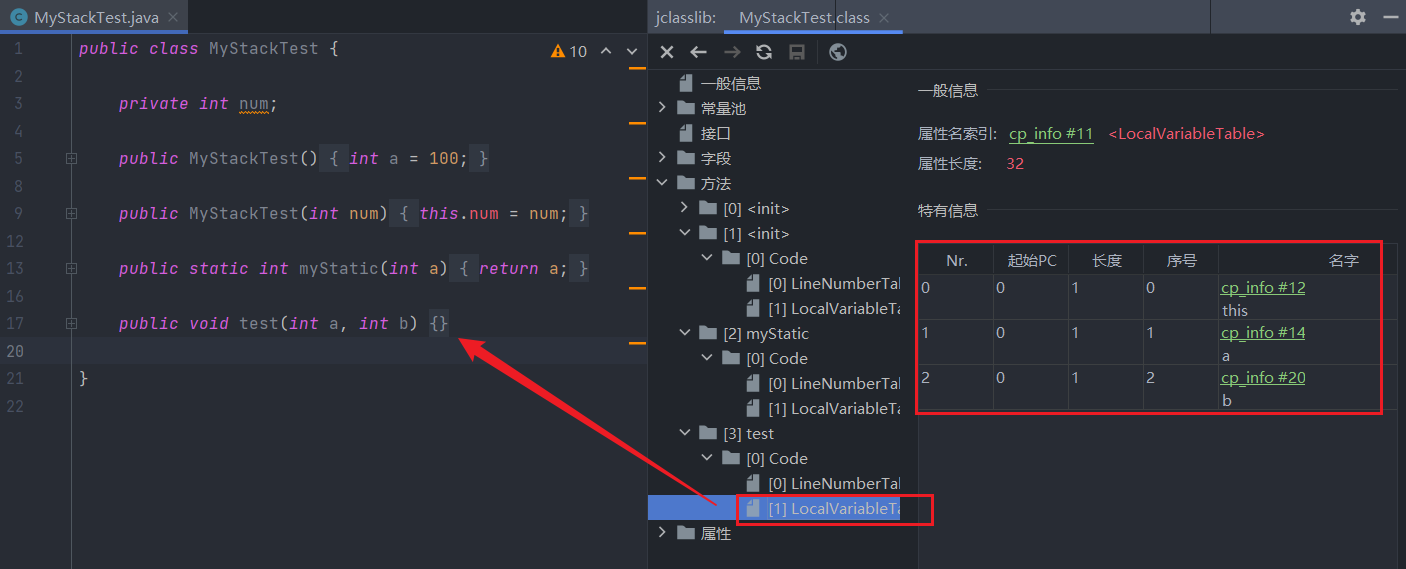 MyStackTest.java
1 public class MyStackTest {
10
2
3 private int num;
4
5 public MyStackTest() { int a = 100; }
8
9 public MyStackTest(int num) { this.num = num; }
12
13 public static int myStatic(int a) { return a; }
16
17 public void test(int a, int b) {}
20
21 }
22
jclasslib: MyStackTest.class
一般信息
常量池
接口
字段
方法
[0] <init>
[1] <init>
[0] Code
[0] LineNumberTal
[1] LocalVariableTa
[2] myStatic
[0] Code
[0] LineNumberTal
[1] LocalVariableTa
[3] test
[0] Code
[0] LineNumberTal
[1] LocalVariableTa
属性
一般信息
属性名索引: cp_info #11 <LocalVariableTable>
属性长度: 32
特有信息
Nr. 起始PC 长度 序号 名字
0 0 1 0 cp_info #12
this
1 0 1 1 cp_info #14
a
2 0 1 2 cp_info #20
b